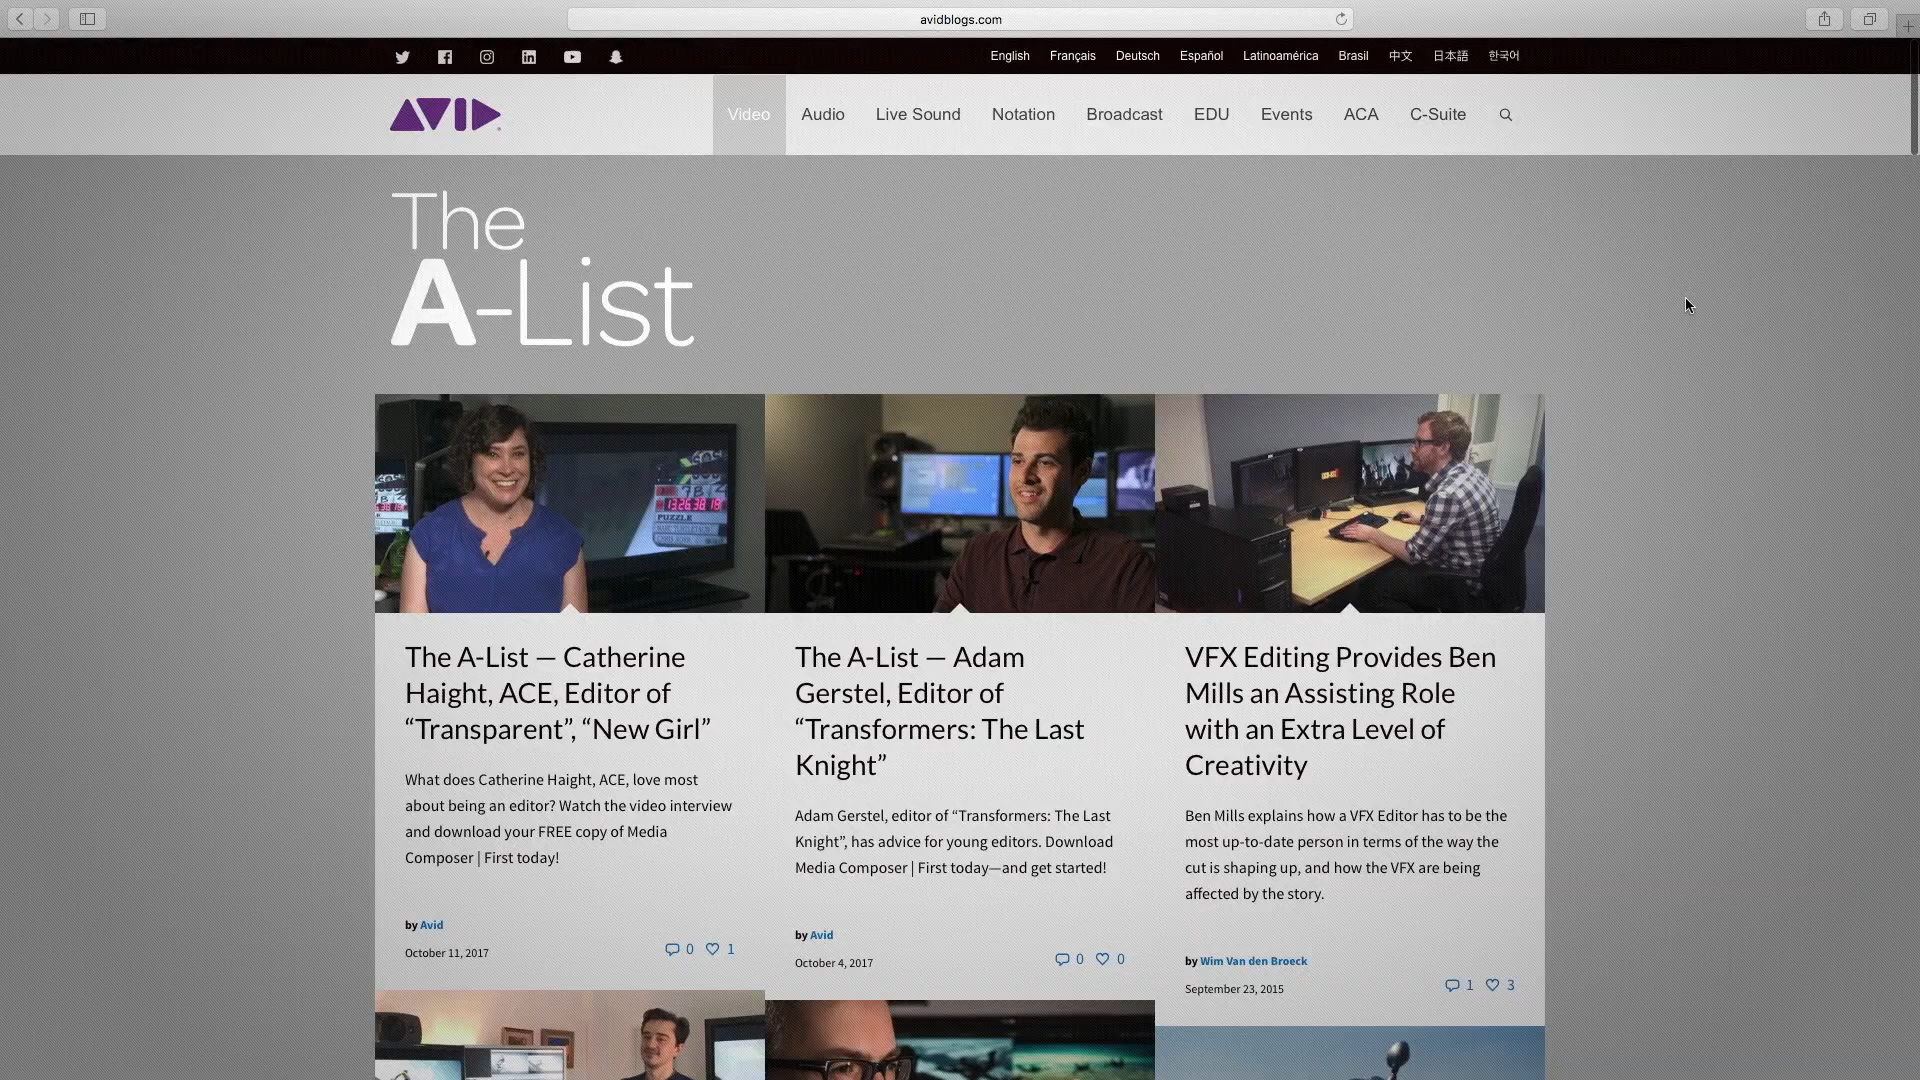 avidblogs.com
English Français Deutsch Español Latinoamérica Brasil 中文 日本語 한국어
AVID
Video Audio Live Sound Notation Broadcast EDU Events ACA C-Suite
The
A-List
13:26:38:19
PUZZLE
The A-List — Catherine
Haight, ACE, Editor of
“Transparent”, “New Girl”
What does Catherine Haight, ACE, love most
about being an editor? Watch the video interview
and download your FREE copy of Media
Composer | First today!
by Avid
October 11, 2017
0 1
The A-List — Adam
Gerstel, Editor of
“Transformers: The Last
Knight”
Adam Gerstel, editor of “Transformers: The Last
Knight”, has advice for young editors. Download
Media Composer | First today—and get started!
by Avid
October 4, 2017
0 0
VFX Editing Provides Ben
Mills an Assisting Role
with an Extra Level of
Creativity
Ben Mills explains how a VFX Editor has to be the
most up-to-date person in terms of the way the
cut is shaping up, and how the VFX are being
affected by the story.
by Wim Van den Broeck
September 23, 2015
1 3